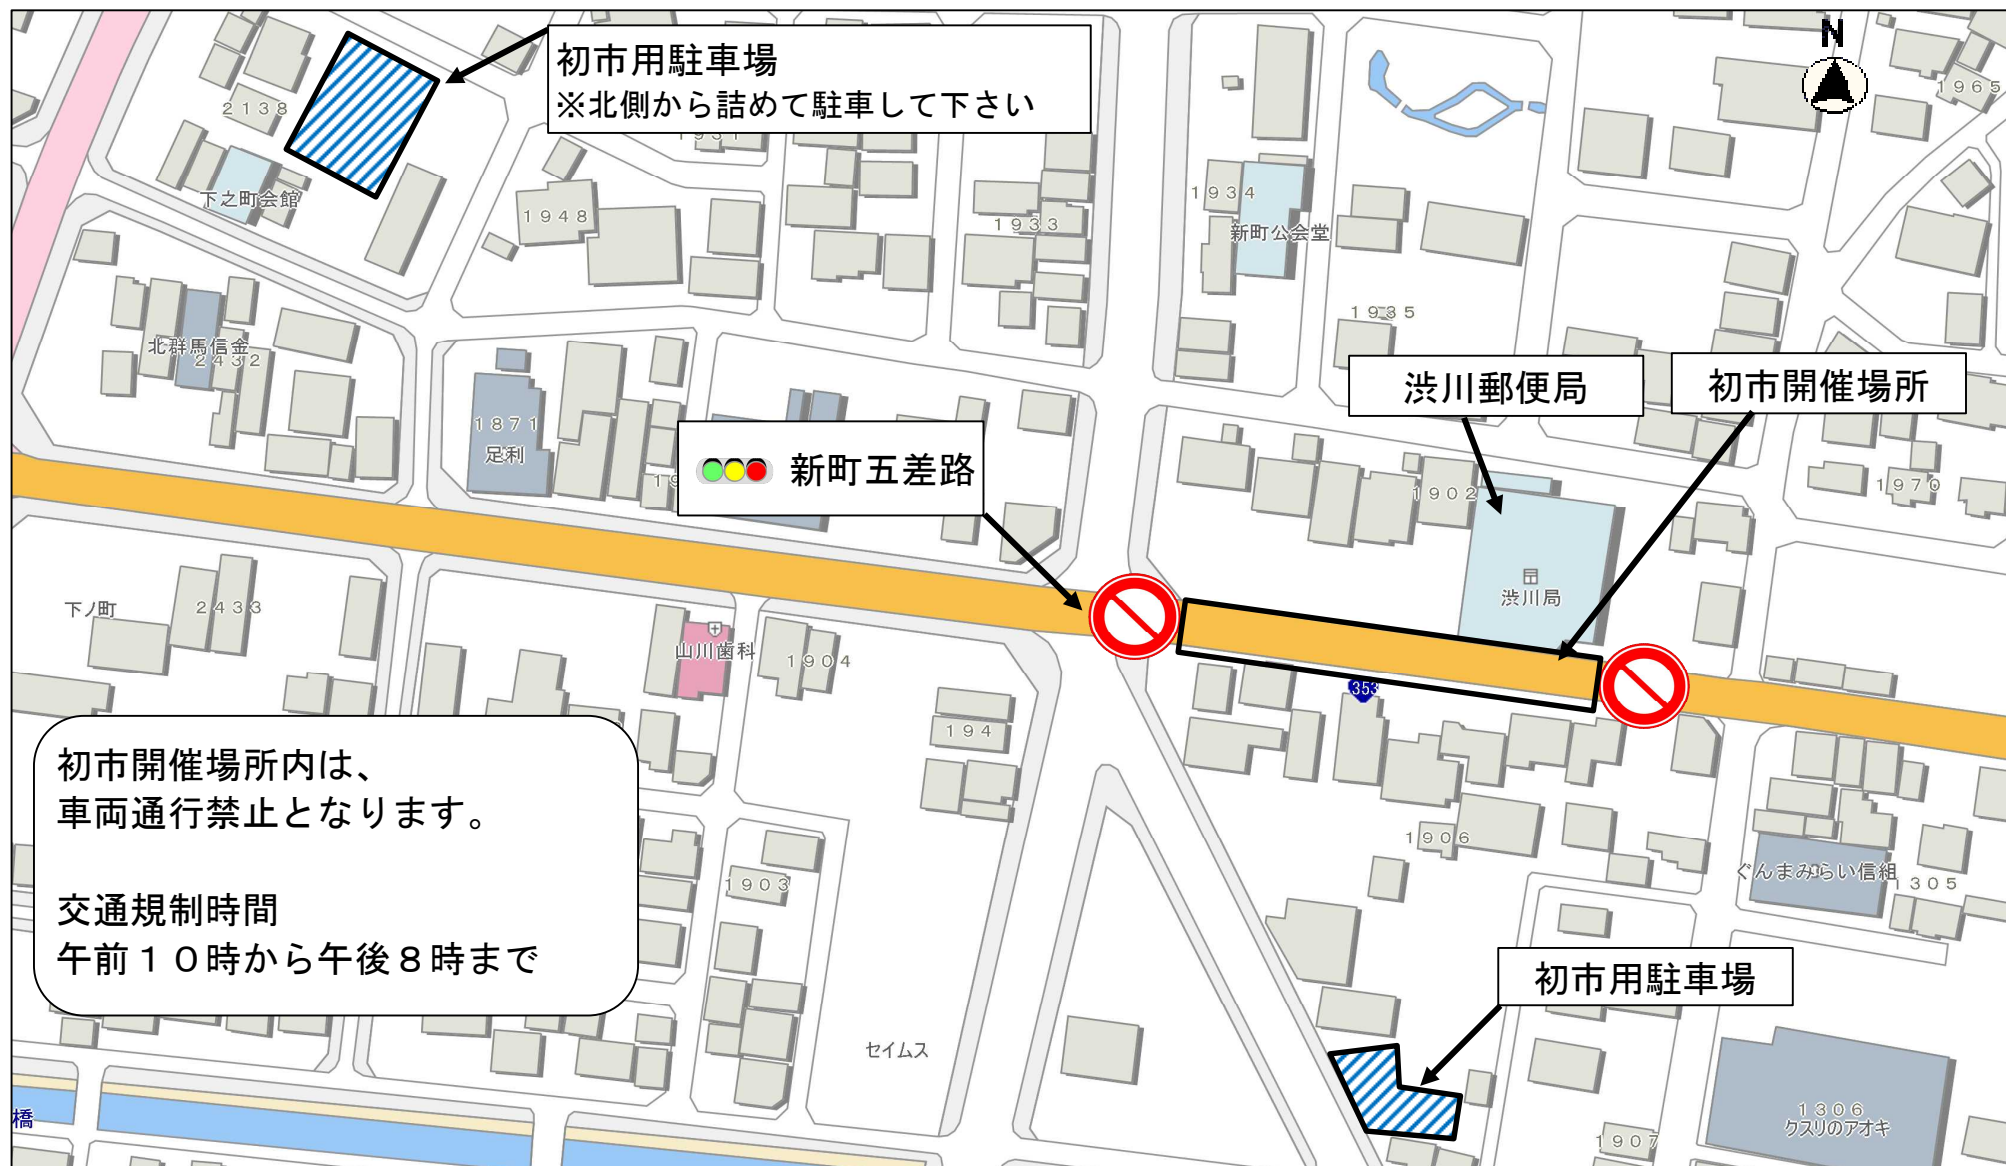 初市用駐車場
※北側から詰めて駐車して下さい
N
1965
2138
下之町会館
1948
1933
1934
新町公会堂
1935
北群馬信金
2432
渋川郵便局
初市開催場所
1871
足利
新町五差路
1902
1970
渋川局
下ノ町
2433
山川歯科
1904
353
194
初市開催場所内は、
車両通行禁止となります。
交通規制時間
午前１０時から午後８時まで
1903
1906
ぐんまみらい信組
1305
初市用駐車場
セイムス
橋
1306
クスリのアオキ
1907